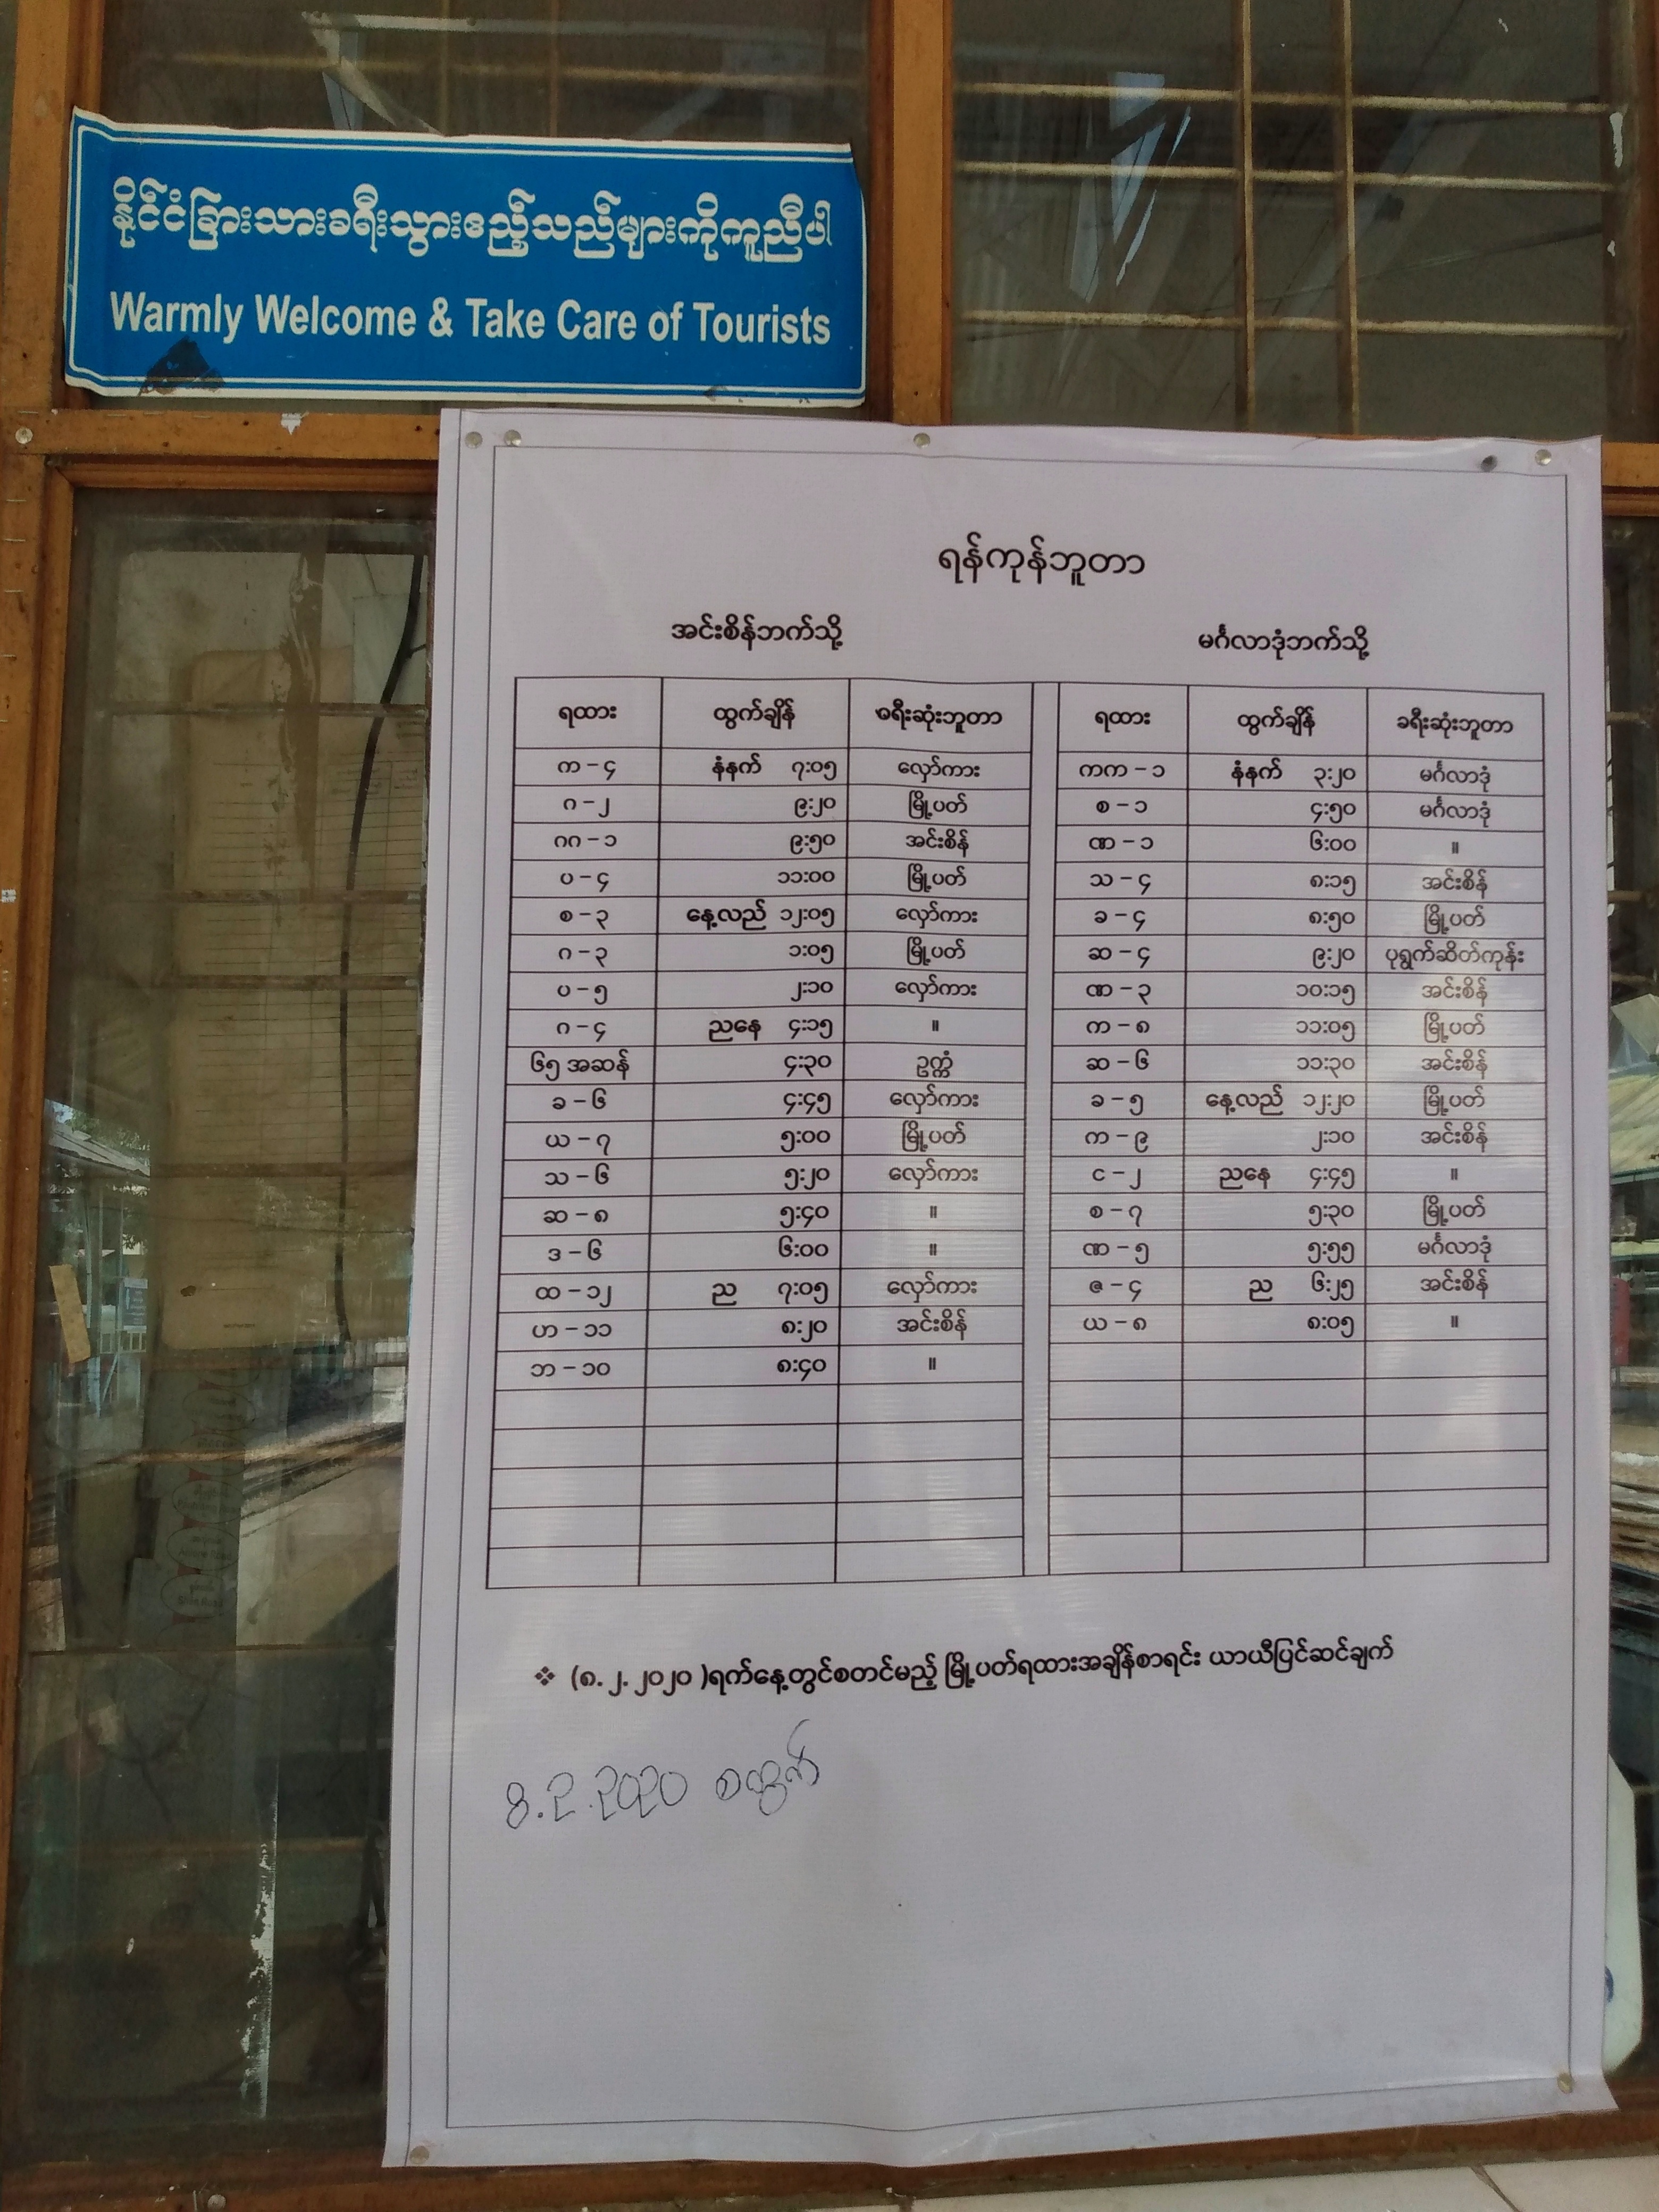 နိုင်ငံခြားသားခရီးသွားဧည့်သည်များကိုကူညီပါ
Warmly Welcome & Take Care of Tourists
ရန်ကုန်ဘူတာ
အင်းစိန်ဘက်သို့ မင်္ဂလာဒုံဘက်သို့
ရထား ထွက်ချိန် ခရီးဆုံးဘူတာ ရထား ထွက်ချိန် ခရီးဆုံးဘူတာ
က – ၄ နံနက် ၇:၀၅ လှော်ကား ကက – ၁ နံနက် ၃:၂၀ မင်္ဂလာဒုံ
ဂ – ၂ ၉:၂၀ မြို့ပတ် စ – ၁ ၄:၅၀ မင်္ဂလာဒုံ
ဂဂ – ၁ ၉:၅၀ အင်းစိန် ဏ – ၁ ၆:၀၀ ။
ပ – ၄ ၁၁:၀၀ မြို့ပတ် သ – ၄ ၈:၁၅ အင်းစိန်
စ – ၃ နေ့လည် ၁၂:၀၅ လှော်ကား ခ – ၄ ၈:၅၀ မြို့ပတ်
ဂ – ၃ ၁:၀၅ မြို့ပတ် ဆ – ၄ ၉:၂၀ ပုရွက်ဆိတ်ကုန်း
ပ – ၅ ၂:၁၀ လှော်ကား ဏ – ၃ ၁၀:၁၅ အင်းစိန်
ဂ – ၄ ညနေ ၄:၁၅ ။ က – ၈ ၁၁:၀၅ မြို့ပတ်
၆၅ အဆန် ၄:၃၀ ဥက္ကံ ဆ – ၆ ၁၁:၃၀ အင်းစိန်
ခ – ၆ ၄:၄၅ လှော်ကား ခ – ၅ နေ့လည် ၁၂:၂၀ မြို့ပတ်
ယ – ၇ ၅:၀၀ မြို့ပတ် က – ၉ ၂:၁၀ အင်းစိန်
သ – ၆ ၅:၂၀ လှော်ကား င – ၂ ညနေ ၄:၄၅ ။
ဆ – ၈ ၅:၄၀ ။ စ – ၇ ၅:၃၀ မြို့ပတ်
ဒ – ၆ ၆:၀၀ ။ ဏ – ၅ ၅:၅၅ မင်္ဂလာဒုံ
ထ – ၁၂ ည ၇:၀၅ လှော်ကား ဇ – ၄ ည ၆:၂၅ အင်းစိန်
ဟ – ၁၁ ၈:၂၀ အင်းစိန် ယ – ၈ ၈:၀၅ ။
ဘ – ၁၀ ၈:၄၀ ။
❖ (၈.၂.၂၀၂၀ )ရက်နေ့တွင်စတင်မည့် မြို့ပတ်ရထားအချိန်စာရင်း ယာယီပြင်ဆင်ချက်
၈.၂.၂၀၂၀ စထွက်